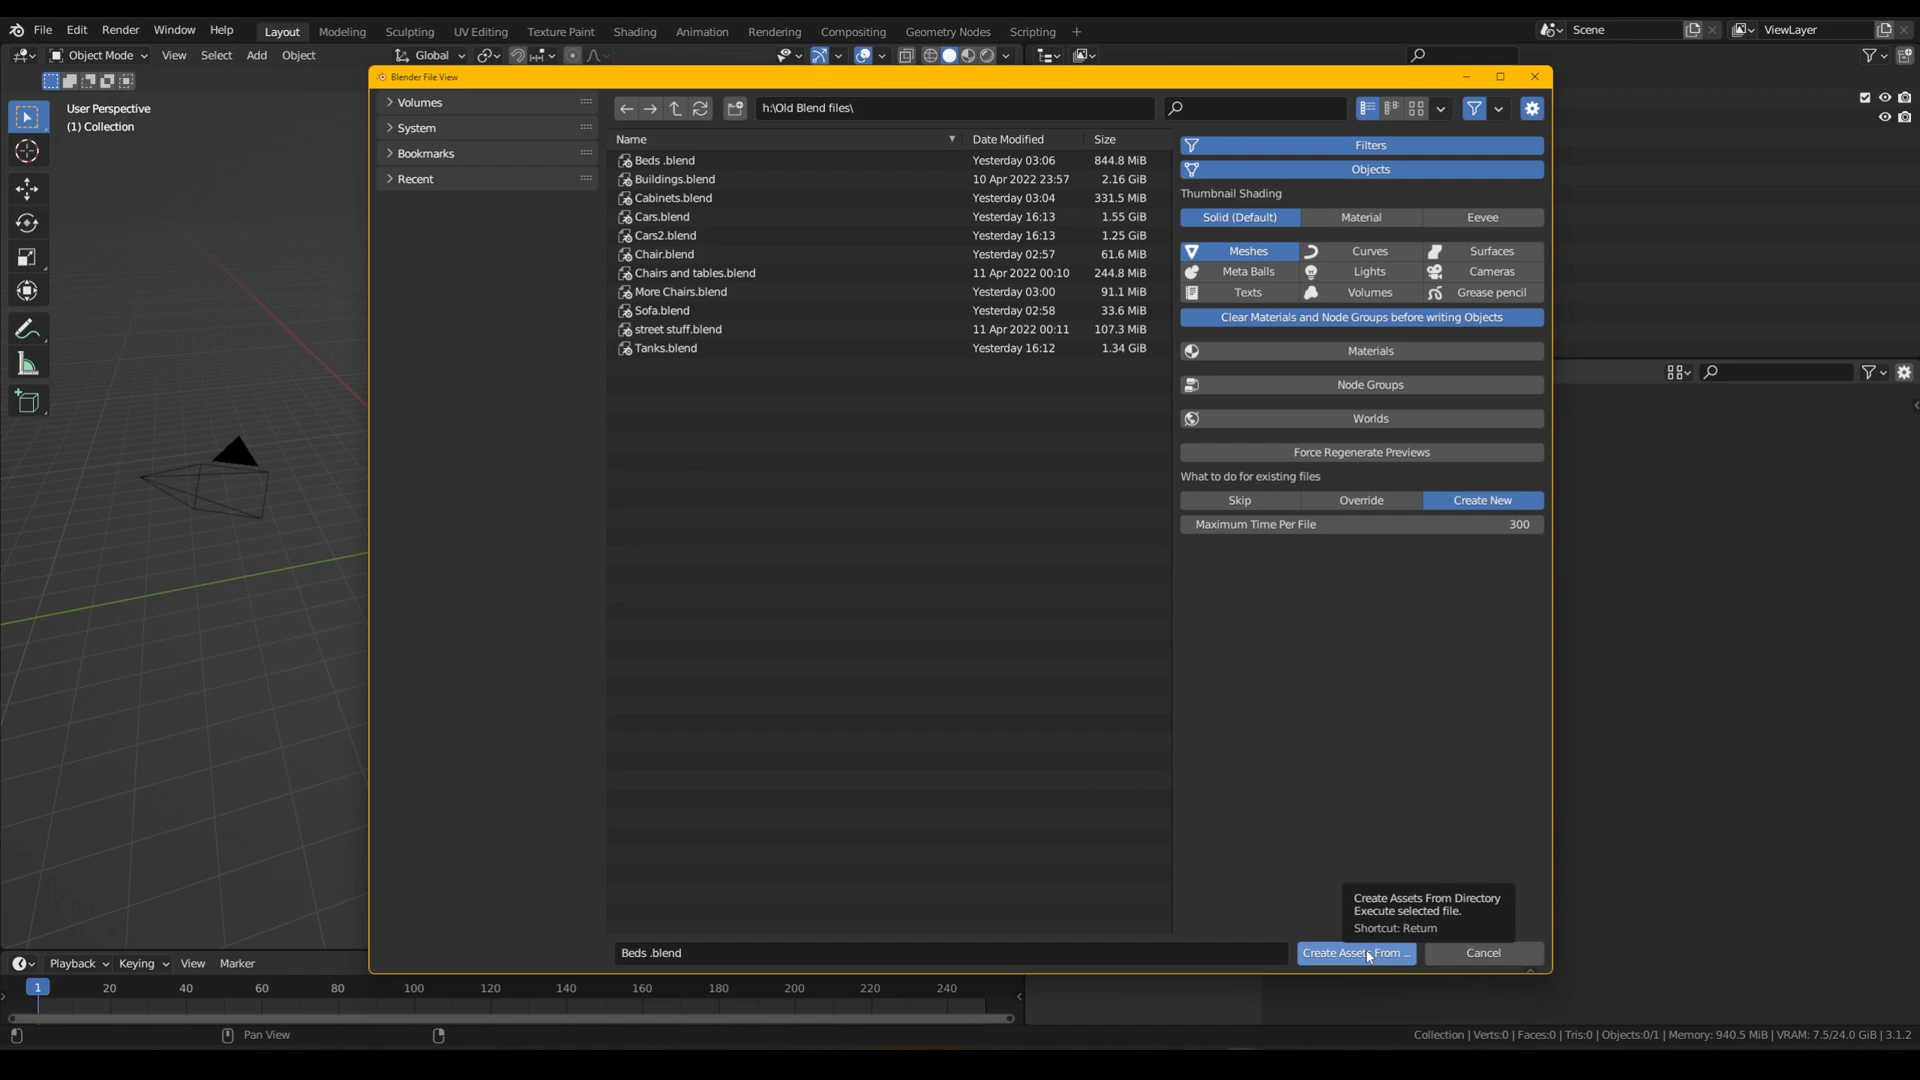 File Edit Render Window Help Layout Modeling Sculpting UV Editing Texture Paint Shading Animation Rendering Compositing Geometry Nodes Scripting + Scene ViewLayer
Object Mode View Select Add Object Global
Blender File View
User Perspective
(1) Collection
Volumes
System
Bookmarks
Recent
h:\Old Blend files\
Name Date Modified Size
Beds .blend Yesterday 03:06 844.8 MiB
Buildings.blend 10 Apr 2022 23:57 2.16 GiB
Cabinets.blend Yesterday 03:04 331.5 MiB
Cars.blend Yesterday 16:13 1.55 GiB
Cars2.blend Yesterday 16:13 1.25 GiB
Chair.blend Yesterday 02:57 61.6 MiB
Chairs and tables.blend 11 Apr 2022 00:10 244.8 MiB
More Chairs.blend Yesterday 03:00 91.1 MiB
Sofa.blend Yesterday 02:58 33.6 MiB
street stuff.blend 11 Apr 2022 00:11 107.3 MiB
Tanks.blend Yesterday 16:12 1.34 GiB
Filters
Objects
Thumbnail Shading
Solid (Default) Material Eevee
Meshes Curves Surfaces
Meta Balls Lights Cameras
Texts Volumes Grease pencil
Clear Materials and Node Groups before writing Objects
Materials
Node Groups
Worlds
Force Regenerate Previews
What to do for existing files
Skip Override Create New
Maximum Time Per File 300
Create Assets From Directory
Execute selected file.
Shortcut: Return
Beds .blend Create Assets From ... Cancel
Playback Keying View Marker
1 20 40 60 80 100 120 140 160 180 200 220 240
Pan View
Collection | Verts:0 | Faces:0 | Tris:0 | Objects:0/1 | Memory: 940.5 MiB | VRAM: 7.5/24.0 GiB | 3.1.2